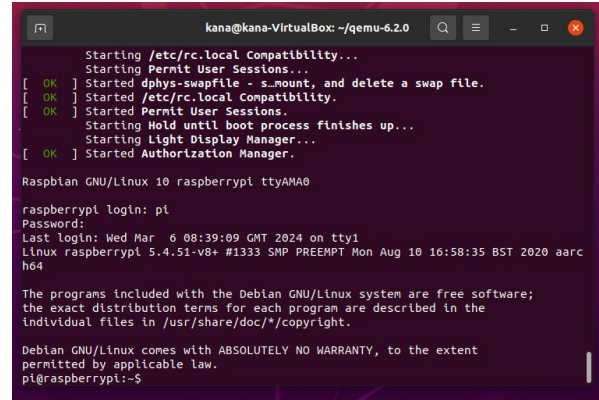 kana@kana-VirtualBox: ~/qemu-6.2.0
Starting /etc/rc.local Compatibility...
Starting Permit User Sessions...
[  OK  ] Started dphys-swapfile - s…mount, and delete a swap file.
[  OK  ] Started /etc/rc.local Compatibility.
[  OK  ] Started Permit User Sessions.
Starting Hold until boot process finishes up...
Starting Light Display Manager...
[  OK  ] Started Authorization Manager.
Raspbian GNU/Linux 10 raspberrypi ttyAMA0
raspberrypi login: pi
Password:
Last login: Wed Mar  6 08:39:09 GMT 2024 on tty1
Linux raspberrypi 5.4.51-v8+ #1333 SMP PREEMPT Mon Aug 10 16:58:35 BST 2020 aarc
h64
The programs included with the Debian GNU/Linux system are free software;
the exact distribution terms for each program are described in the
individual files in /usr/share/doc/*/copyright.
Debian GNU/Linux comes with ABSOLUTELY NO WARRANTY, to the extent
permitted by applicable law.
pi@raspberrypi:~$